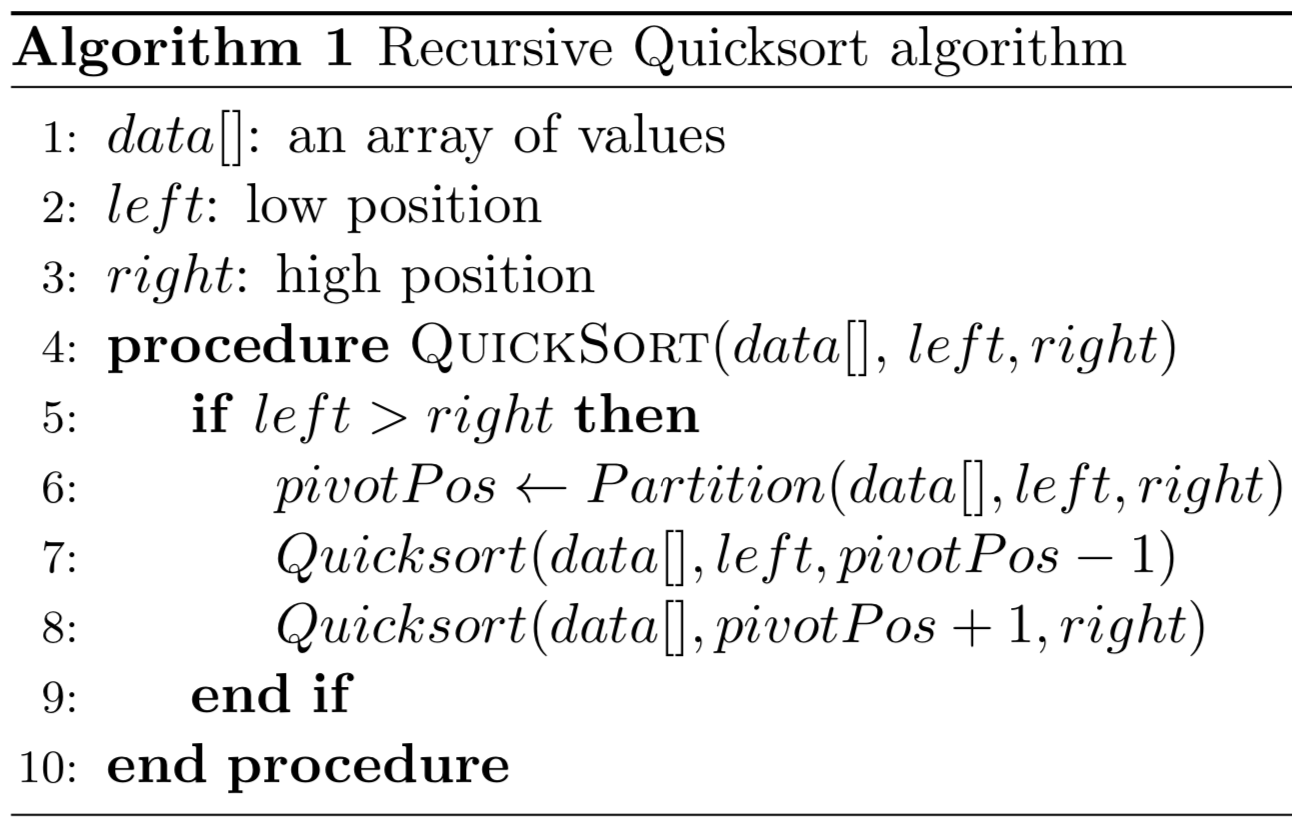 Algorithm 1 Recursive Quicksort algorithm
1: data[]: an array of values
2: left: low position
3: right: high position
4: procedure QUICKSORT(data[], left, right)
5: if left > right then
6: pivotPos ← Partition(data[], left, right)
7: Quicksort(data[], left, pivotPos − 1)
8: Quicksort(data[], pivotPos + 1, right)
9: end if
10: end procedure